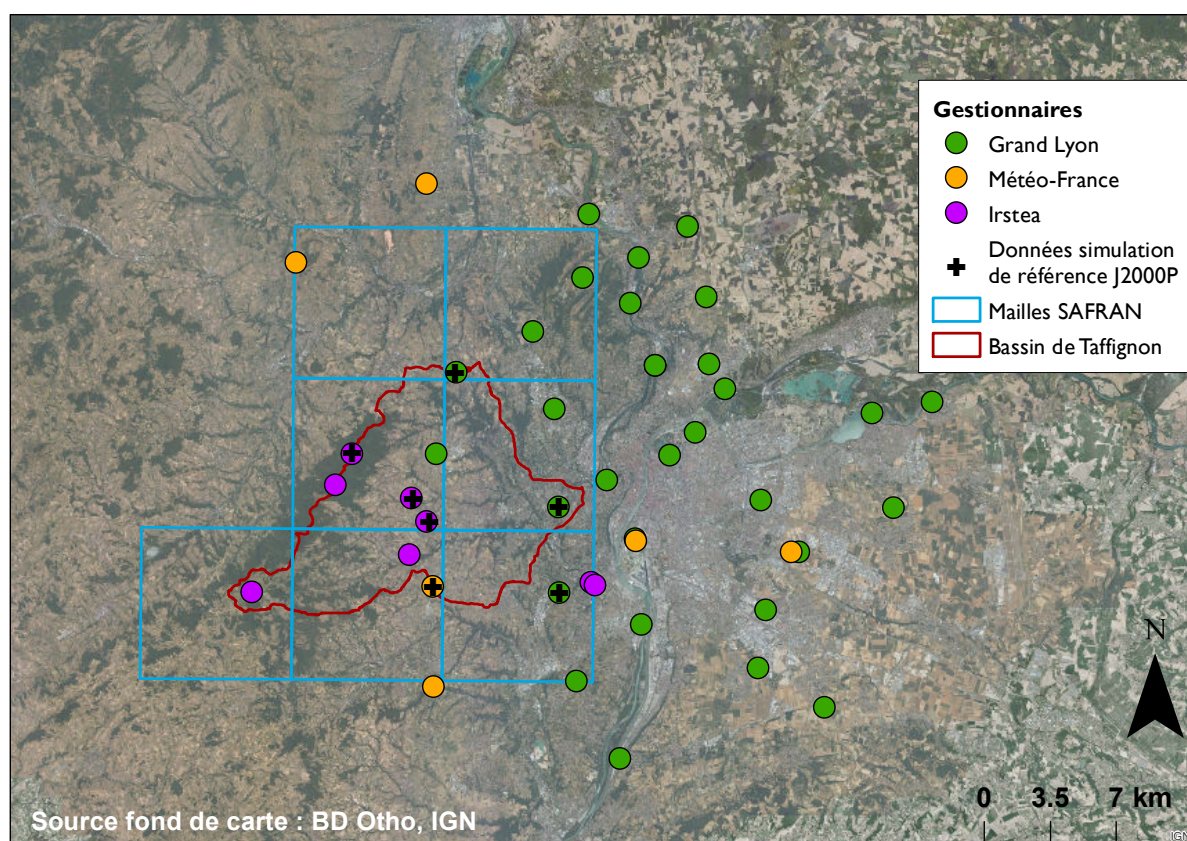 Gestionnaires
Grand Lyon
Météo-France
Irstea
Données simulation
de référence J2000P
Mailles SAFRAN
Bassin de Taffignon
N
0 3.5 7 km
Source fond de carte : BD Otho, IGN
IGN